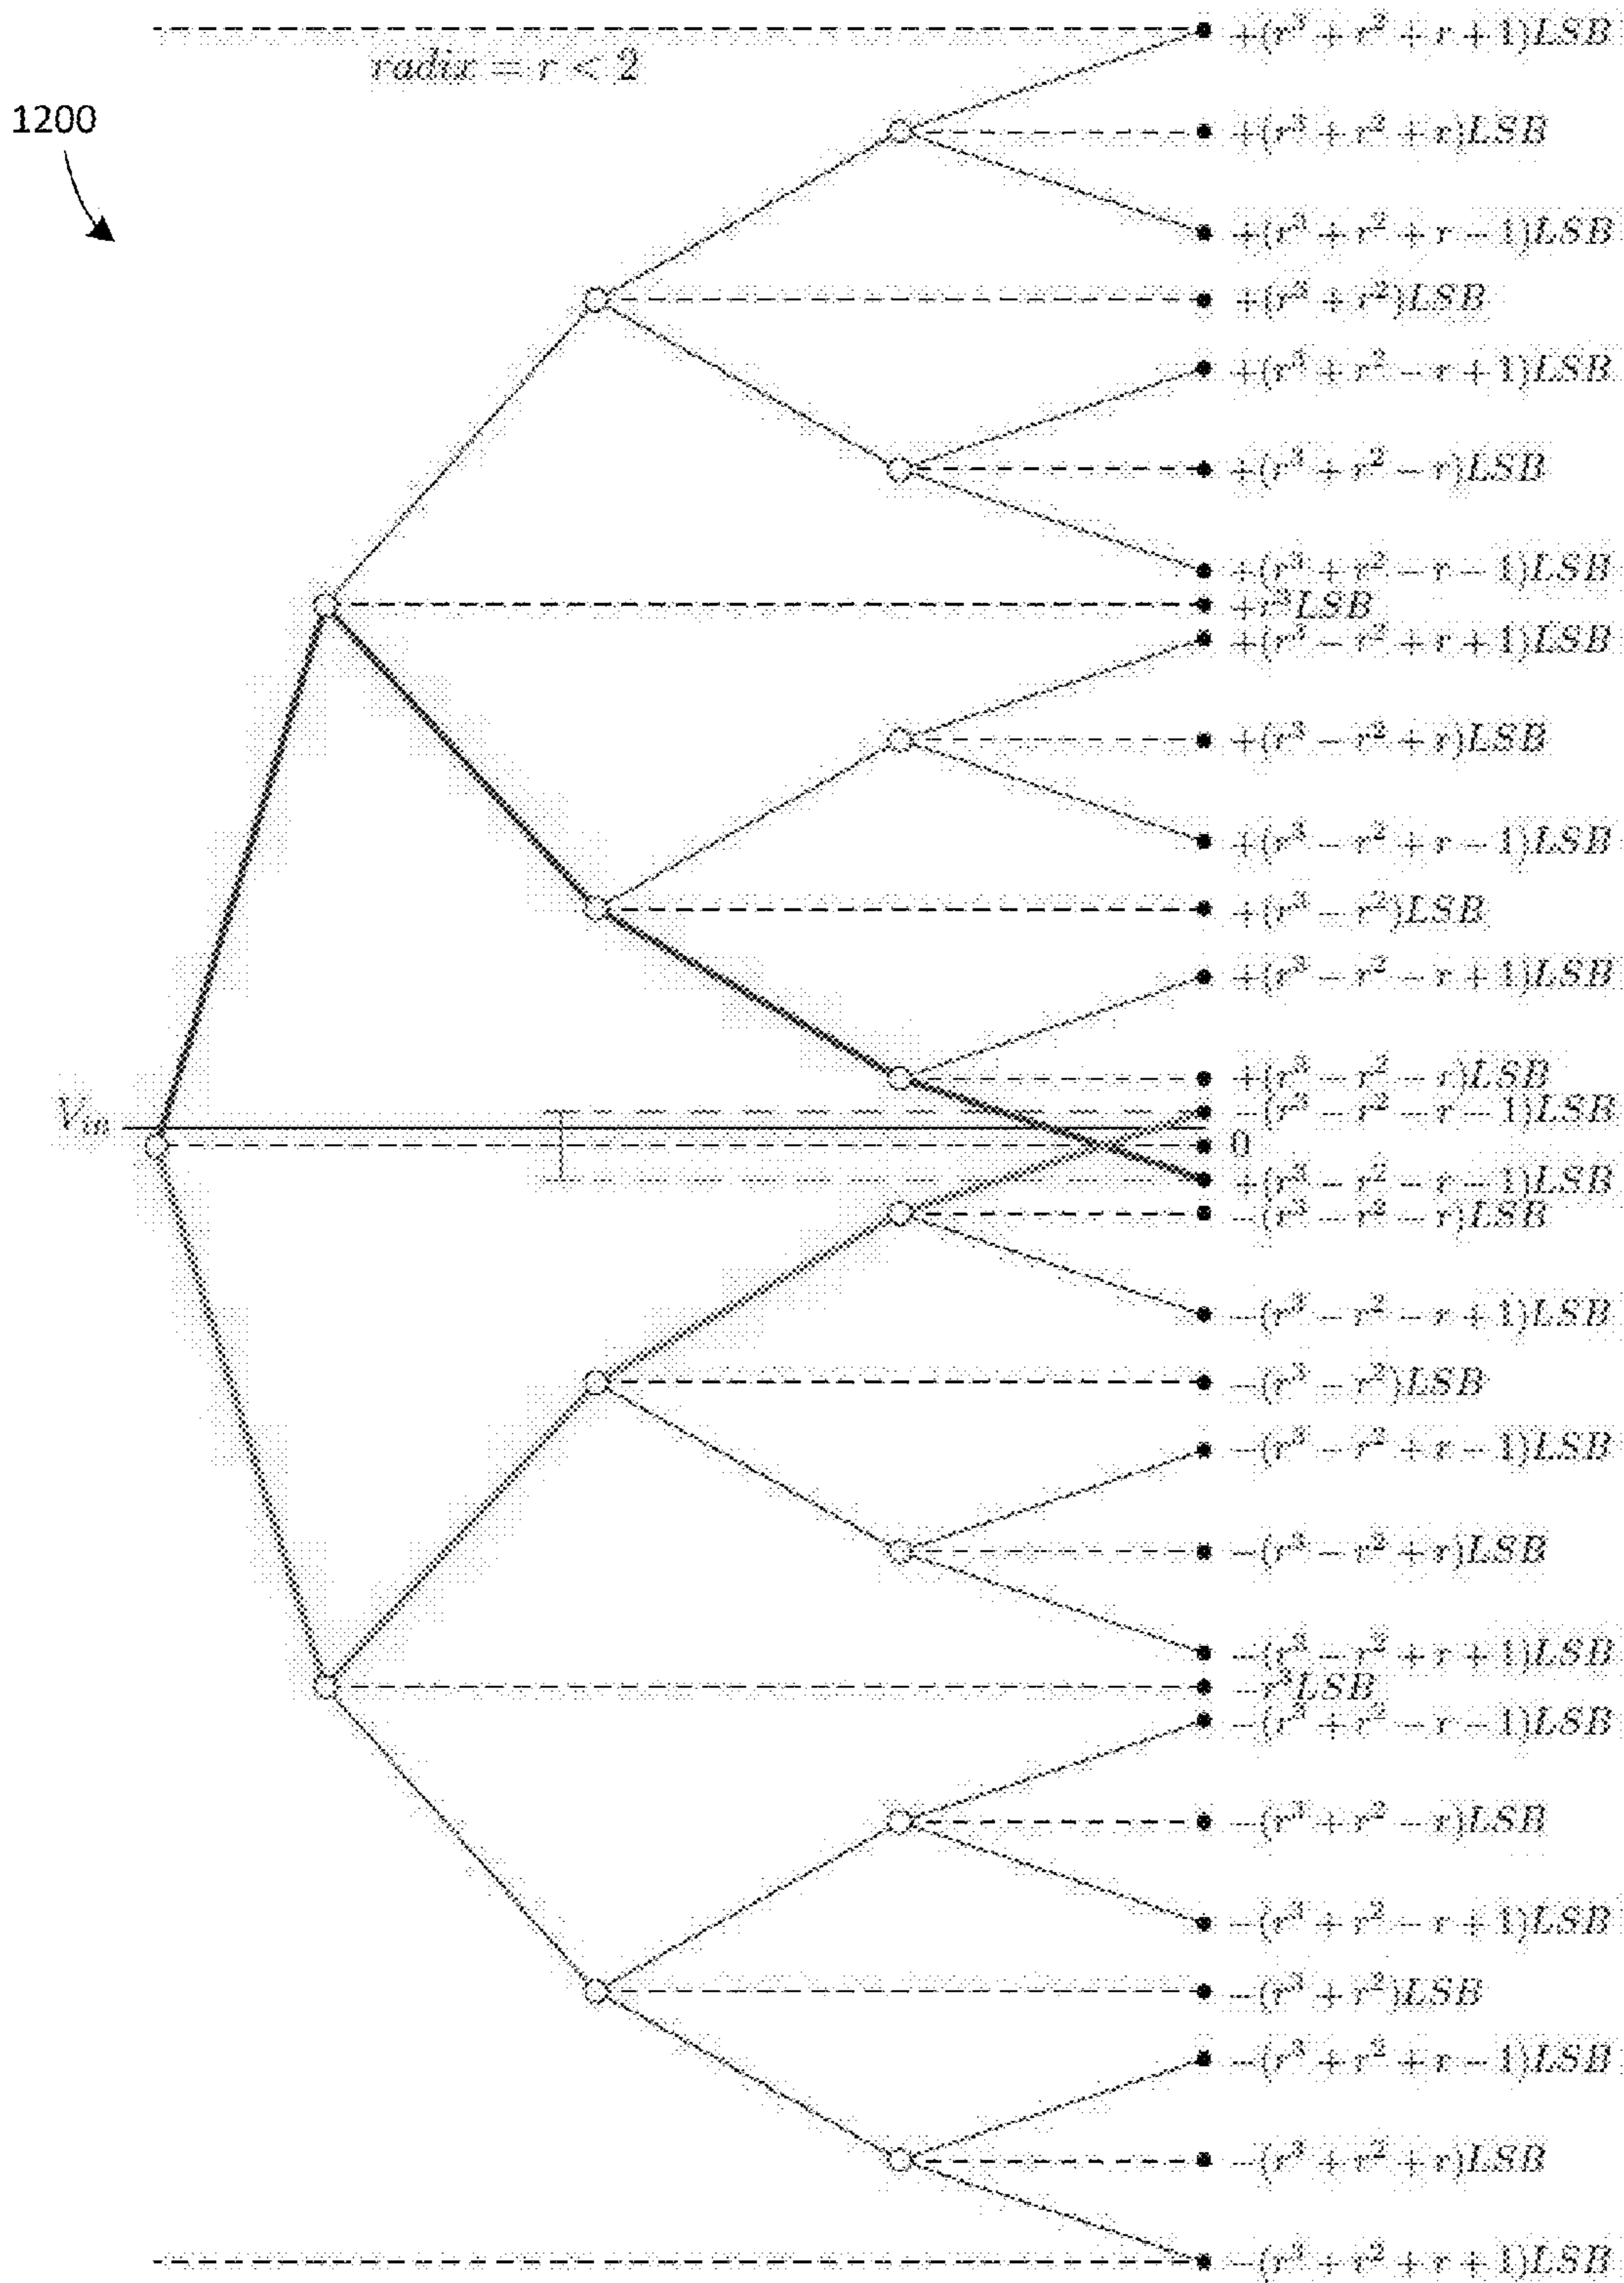 +(r³ + r² + r + 1)LSB
radix = r < 2
1200
+(r³ + r² + r)LSB
+(r³ + r² + r − 1)LSB
+(r³ + r²)LSB
+(r³ + r² − r + 1)LSB
+(r³ + r² − r)LSB
+(r³ + r² − r − 1)LSB
+r³LSB
+(r³ − r² + r + 1)LSB
+(r³ − r² + r)LSB
+(r³ − r² + r − 1)LSB
+(r³ − r²)LSB
+(r³ − r² − r + 1)LSB
+(r³ − r² − r)LSB
−(r³ − r² − r − 1)LSB
V_in
0
+(r³ − r² − r − 1)LSB
−(r³ − r² − r)LSB
−(r³ − r² − r + 1)LSB
−(r³ − r²)LSB
−(r³ − r² + r − 1)LSB
−(r³ − r² + r)LSB
−(r³ − r² + r + 1)LSB
−r³LSB
−(r³ + r² − r − 1)LSB
−(r³ + r² − r)LSB
−(r³ + r² − r + 1)LSB
−(r³ + r²)LSB
−(r³ + r² + r − 1)LSB
−(r³ + r² + r)LSB
−(r³ + r² + r + 1)LSB